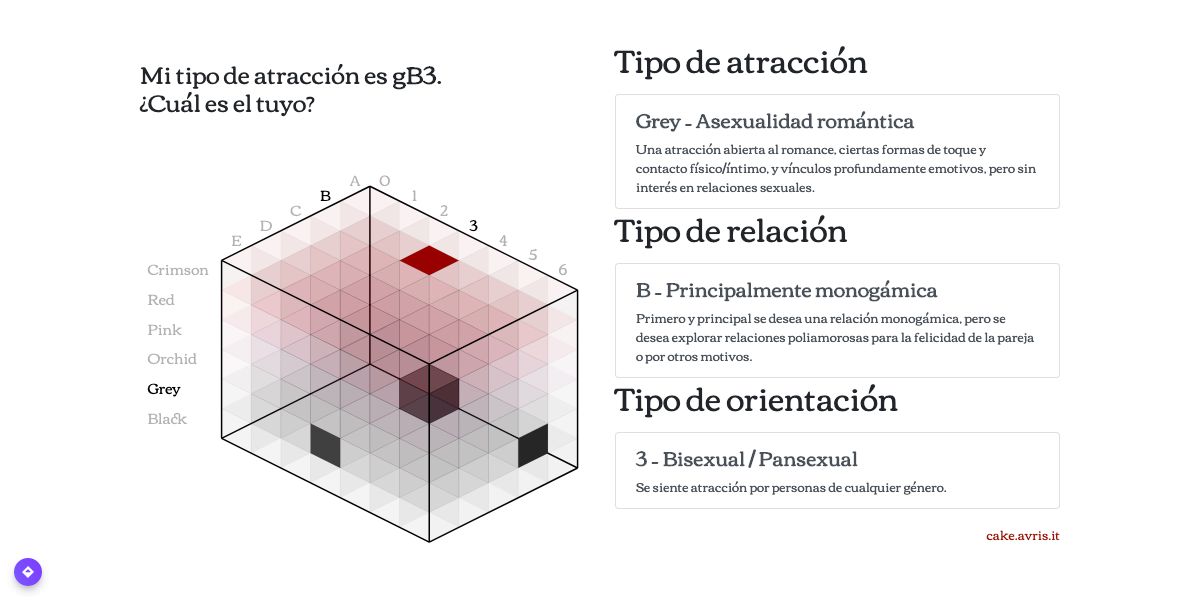 Mi tipo de atracción es gB3.
¿Cuál es el tuyo?
A
O
B
1
C
2
D
3
E
4
5
6
Crimson
Red
Pink
Orchid
Grey
Black
Tipo de atracción
Grey - Asexualidad romántica
Una atracción abierta al romance, ciertas formas de toque y
contacto físico/íntimo, y vínculos profundamente emotivos, pero sin
interés en relaciones sexuales.
Tipo de relación
B - Principalmente monogámica
Primero y principal se desea una relación monogámica, pero se
desea explorar relaciones poliamorosas para la felicidad de la pareja
o por otros motivos.
Tipo de orientación
3 - Bisexual / Pansexual
Se siente atracción por personas de cualquier género.
cake.avris.it